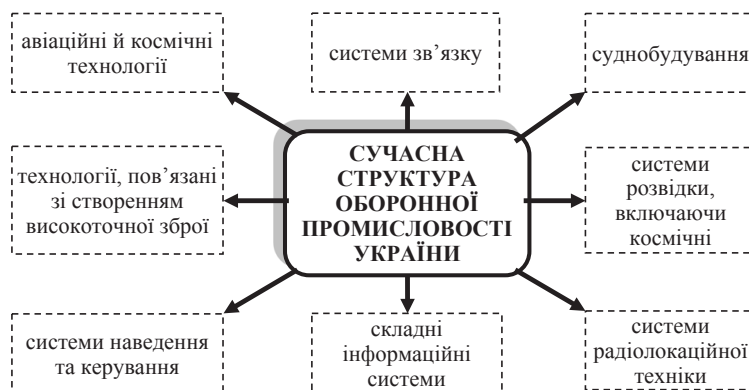 авіаційні й космічні
технології
системи зв’язку
суднобудування
технології, пов’язані
зі створенням
високоточної зброї
СУЧАСНА
СТРУКТУРА
ОБОРОННОЇ
ПРОМИСЛОВОСТІ
УКРАЇНИ
системи
розвідки,
включаючи
космічні
системи наведення
та керування
складні
інформаційні
системи
системи
радіолокаційної
техніки